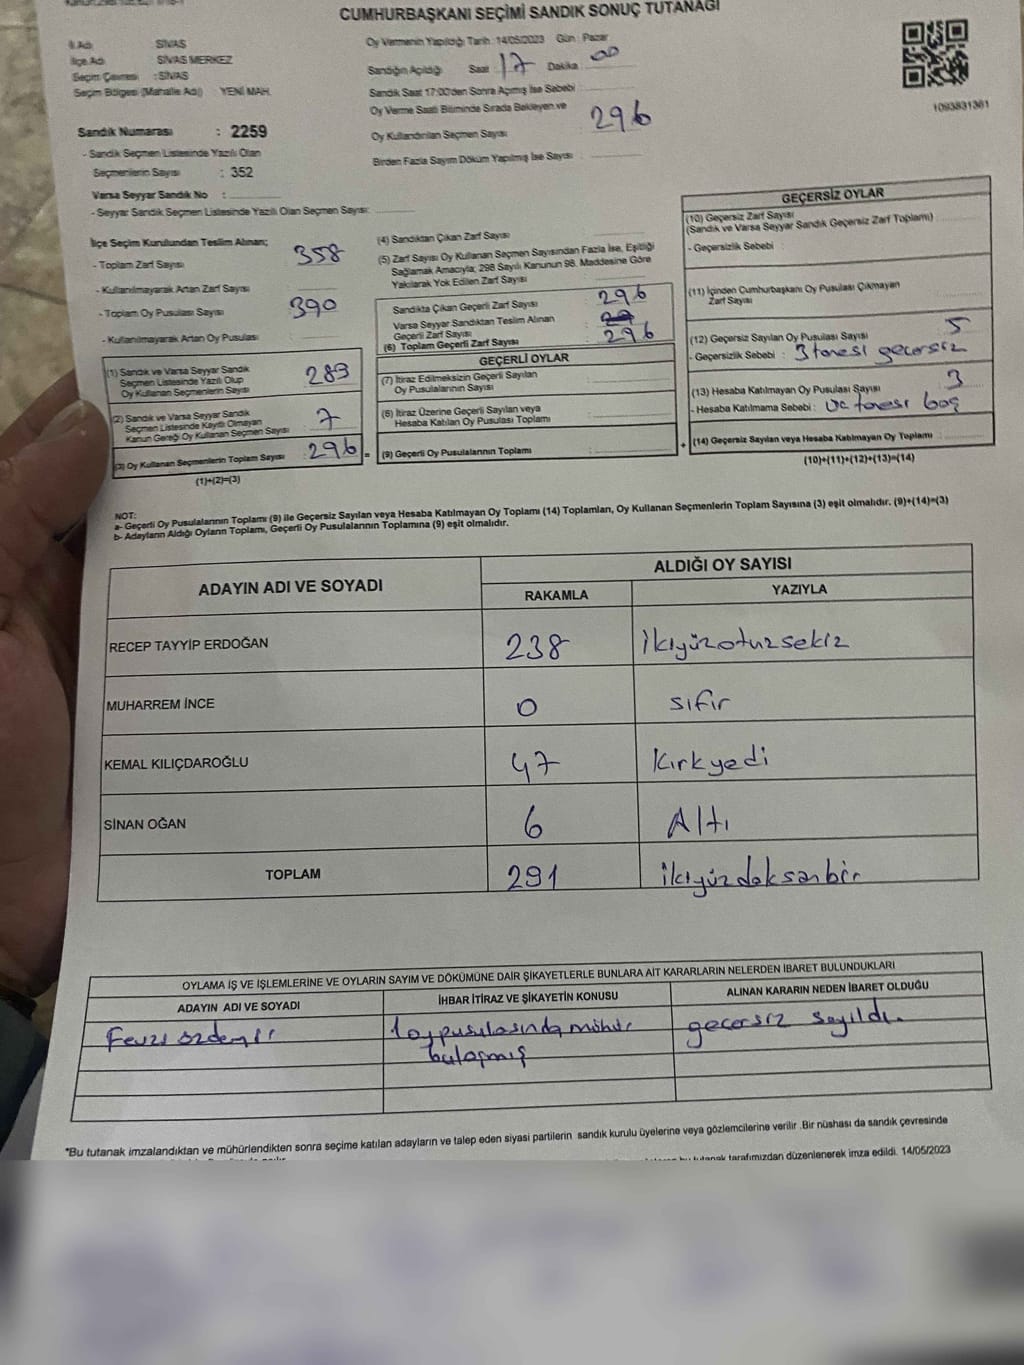 CUMHURBAŞKANI SEÇİMİ SANDIK SONUÇ TUTANAĞI
İl Adı SİVAS
İlçe Adı SİVAS MERKEZ
Seçim Çevresi : SİVAS
Seçim Bölgesi (Mahalle Adı) YENİ MAH.
Sandık Numarası : 2259
- Sandık Seçmen Listesinde Yazılı Olan
Seçmenlerin Sayısı : 352
Varsa Seyyar Sandık No :
- Seyyar Sandık Seçmen Listesinde Yazılı Olan Seçmen Sayısı:
Oy Vermenin Yapıldığı Tarih : 14/05/2023 Gün : Pazar
Sandığın Açıldığı Saat 17 Dakika 00
Sandık Saat 17:00'den Sonra Açılmış İse Sebebi
Oy Verme Saati Bitiminde Sırada Bekleyen ve
Oy Kullandırılan Seçmen Sayısı : 296
Birden Fazla Sayım Döküm Yapılmış İse Sayısı :
1093831361
İlçe Seçim Kurulundan Teslim Alınan;
- Toplam Zarf Sayısı 358
- Kullanılmayarak Artan Zarf Sayısı :
- Toplam Oy Pusulası Sayısı 390
- Kullanılmayarak Artan Oy Pusulası :
(1) Sandık ve Varsa Seyyar Sandık
Seçmen Listesinde Yazılı Olup
Oy Kullanan Seçmenlerin Sayısı : 289
(2) Sandık ve Varsa Seyyar Sandık
Seçmen Listesinde Kayıtlı Olmayan
Kanun Gereği Oy Kullanan Seçmen Sayısı : 7
(3) Oy Kullanan Seçmenlerin Toplam Sayısı : 296 =
(1)+(2)=(3)
(4) Sandıktan Çıkan Zarf Sayısı
(5) Zarf Sayısı Oy Kullanan Seçmen Sayısından Fazla İse, Eşitliği
Sağlamak Amacıyla, 298 Sayılı Kanunun 98. Maddesine Göre
Yakılarak Yok Edilen Zarf Sayısı
Sandıkta Çıkan Geçerli Zarf Sayısı : 296
Varsa Seyyar Sandıktan Teslim Alınan
Geçerli Zarf Sayısı
(6) Toplam Geçerli Zarf Sayısı : 296
GEÇERLİ OYLAR
(7) İtiraz Edilmeksizin Geçerli Sayılan
Oy Pusulalarının Sayısı :
(8) İtiraz Üzerine Geçerli Sayılan veya
Hesaba Katılan Oy Pusulası Toplamı :
(9) Geçerli Oy Pusulalarının Toplamı : +
GEÇERSİZ OYLAR
(10) Geçersiz Zarf Sayısı
(Sandık ve Varsa Seyyar Sandık Geçersiz Zarf Toplamı)
- Geçersizlik Sebebi :
(11) İçinden Cumhurbaşkanı Oy Pusulası Çıkmayan
Zarf Sayısı
(12) Geçersiz Sayılan Oy Pusulası Sayısı 5
- Geçersizlik Sebebi : 3 tanesi geçersiz
(13) Hesaba Katılmayan Oy Pusulası Sayısı 3
- Hesaba Katılmama Sebebi : üç tanesi boş
(14) Geçersiz Sayılan veya Hesaba Katılmayan Oy Toplamı :
(10)+(11)+(12)+(13)=(14)
NOT:
a- Geçerli Oy Pusulalarının Toplamı (9) ile Geçersiz Sayılan veya Hesaba Katılmayan Oy Toplamı (14) Toplamları, Oy Kullanan Seçmenlerin Toplam Sayısına (3) eşit olmalıdır. (9)+(14)=(3)
b- Adayların Aldığı Oyların Toplamı, Geçerli Oy Pusulalarının Toplamına (9) eşit olmalıdır.
ADAYIN ADI VE SOYADI ALDIĞI OY SAYISI
RAKAMLA YAZIYLA
RECEP TAYYİP ERDOĞAN 238 İkiyüzotuzsekiz
MUHARREM İNCE 0 sıfır
KEMAL KILIÇDAROĞLU 47 Kırkyedi
SİNAN OĞAN 6 Altı
TOPLAM 291 ikiyüzdoksanbir
OYLAMA İŞ VE İŞLEMLERİNE VE OYLARIN SAYIM VE DÖKÜMÜNE DAİR ŞİKAYETLERLE BUNLARA AİT KARARLARIN NELERDEN İBARET BULUNDUKLARI
ADAYIN ADI VE SOYADI İHBAR İTİRAZ VE ŞİKAYETİN KONUSU ALINAN KARARIN NEDEN İBARET OLDUĞU
Fevzi özdemir 1 oy pusulasında mühür geçersiz sayıldı.
bulaşmış
*Bu tutanak imzalandıktan ve mühürlendikten sonra seçime katılan adayların ve talep eden siyasi partilerin sandık kurulu üyelerine veya gözlemcilerine verilir .Bir nüshası da sandık çevresinde
bu tutanak tarafımızdan düzenlenerek imza edildi. 14/05/2023